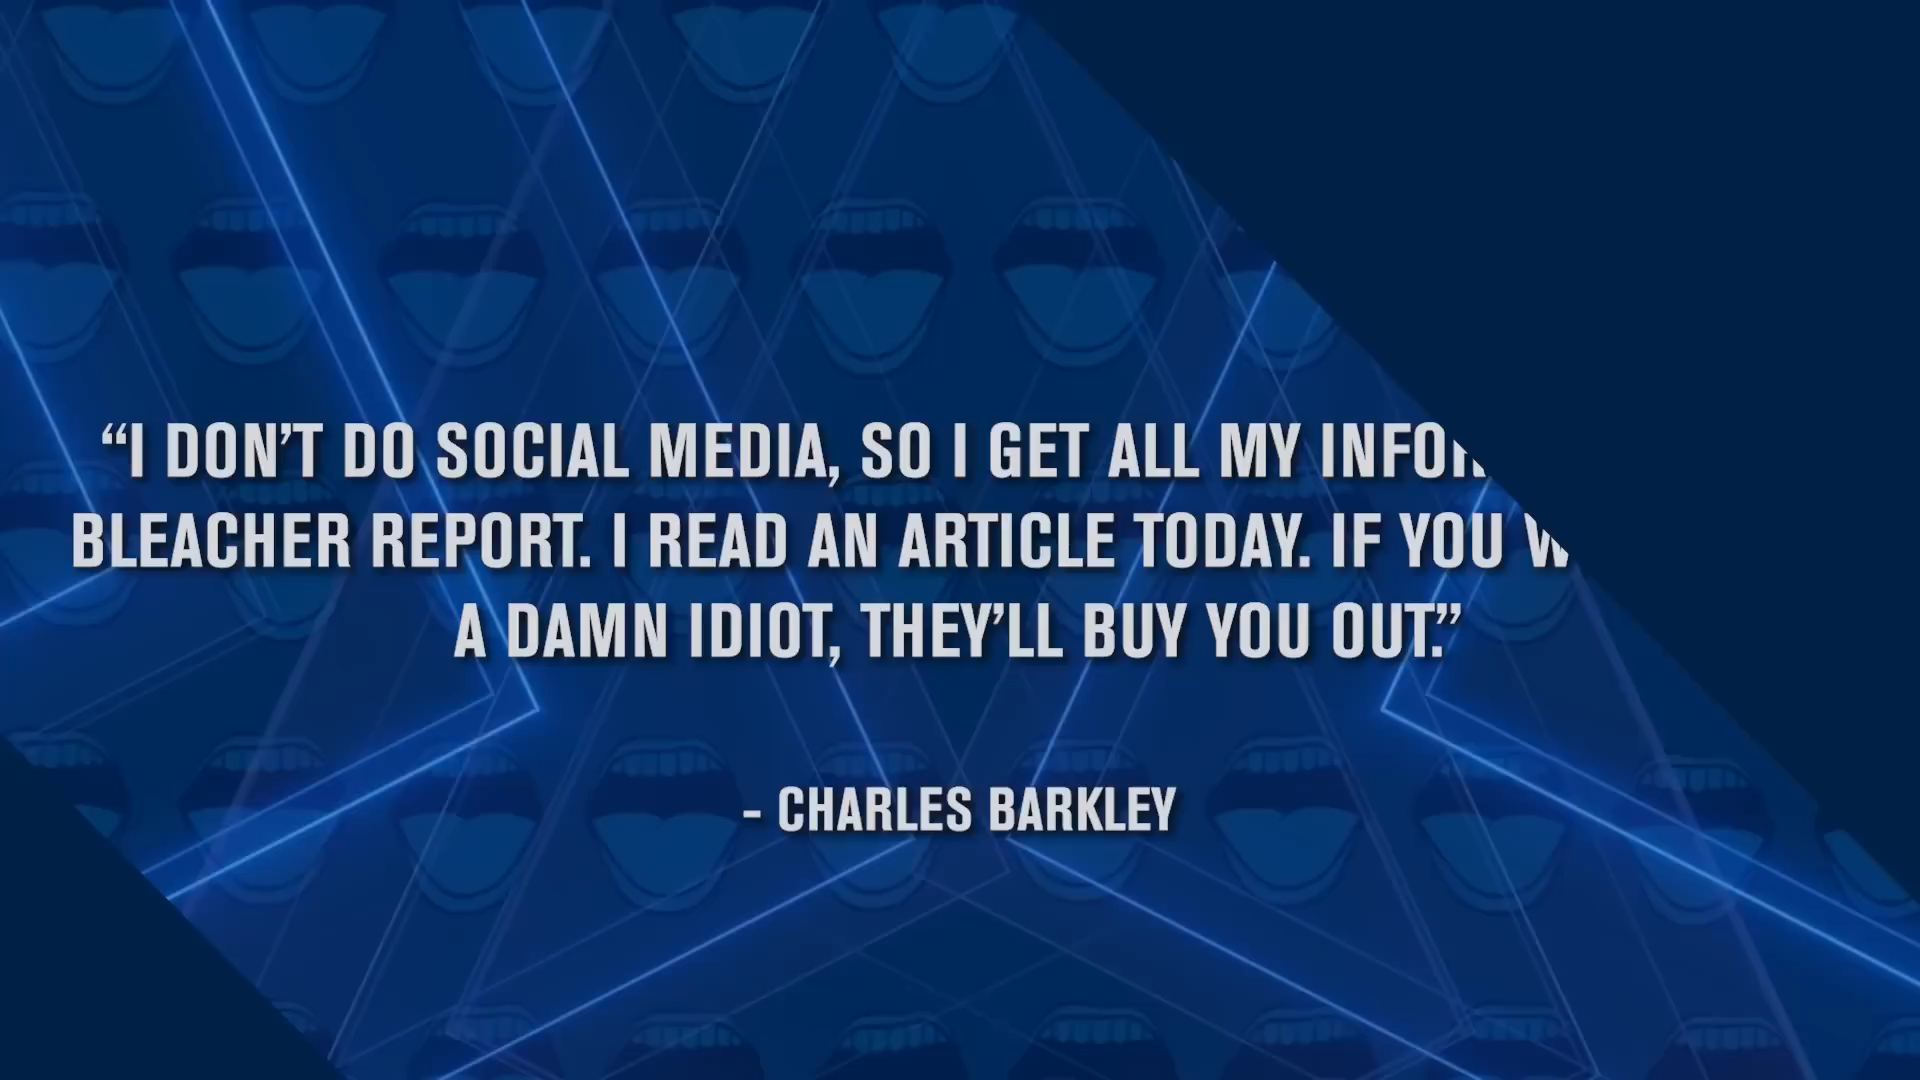 “I DON’T DO SOCIAL MEDIA, SO I GET ALL MY
BLEACHER REPORT. I READ AN ARTICLE TODAY. IF YOU
A DAMN IDIOT, THEY’LL BUY YOU OUT.”
- CHARLES BARKLEY